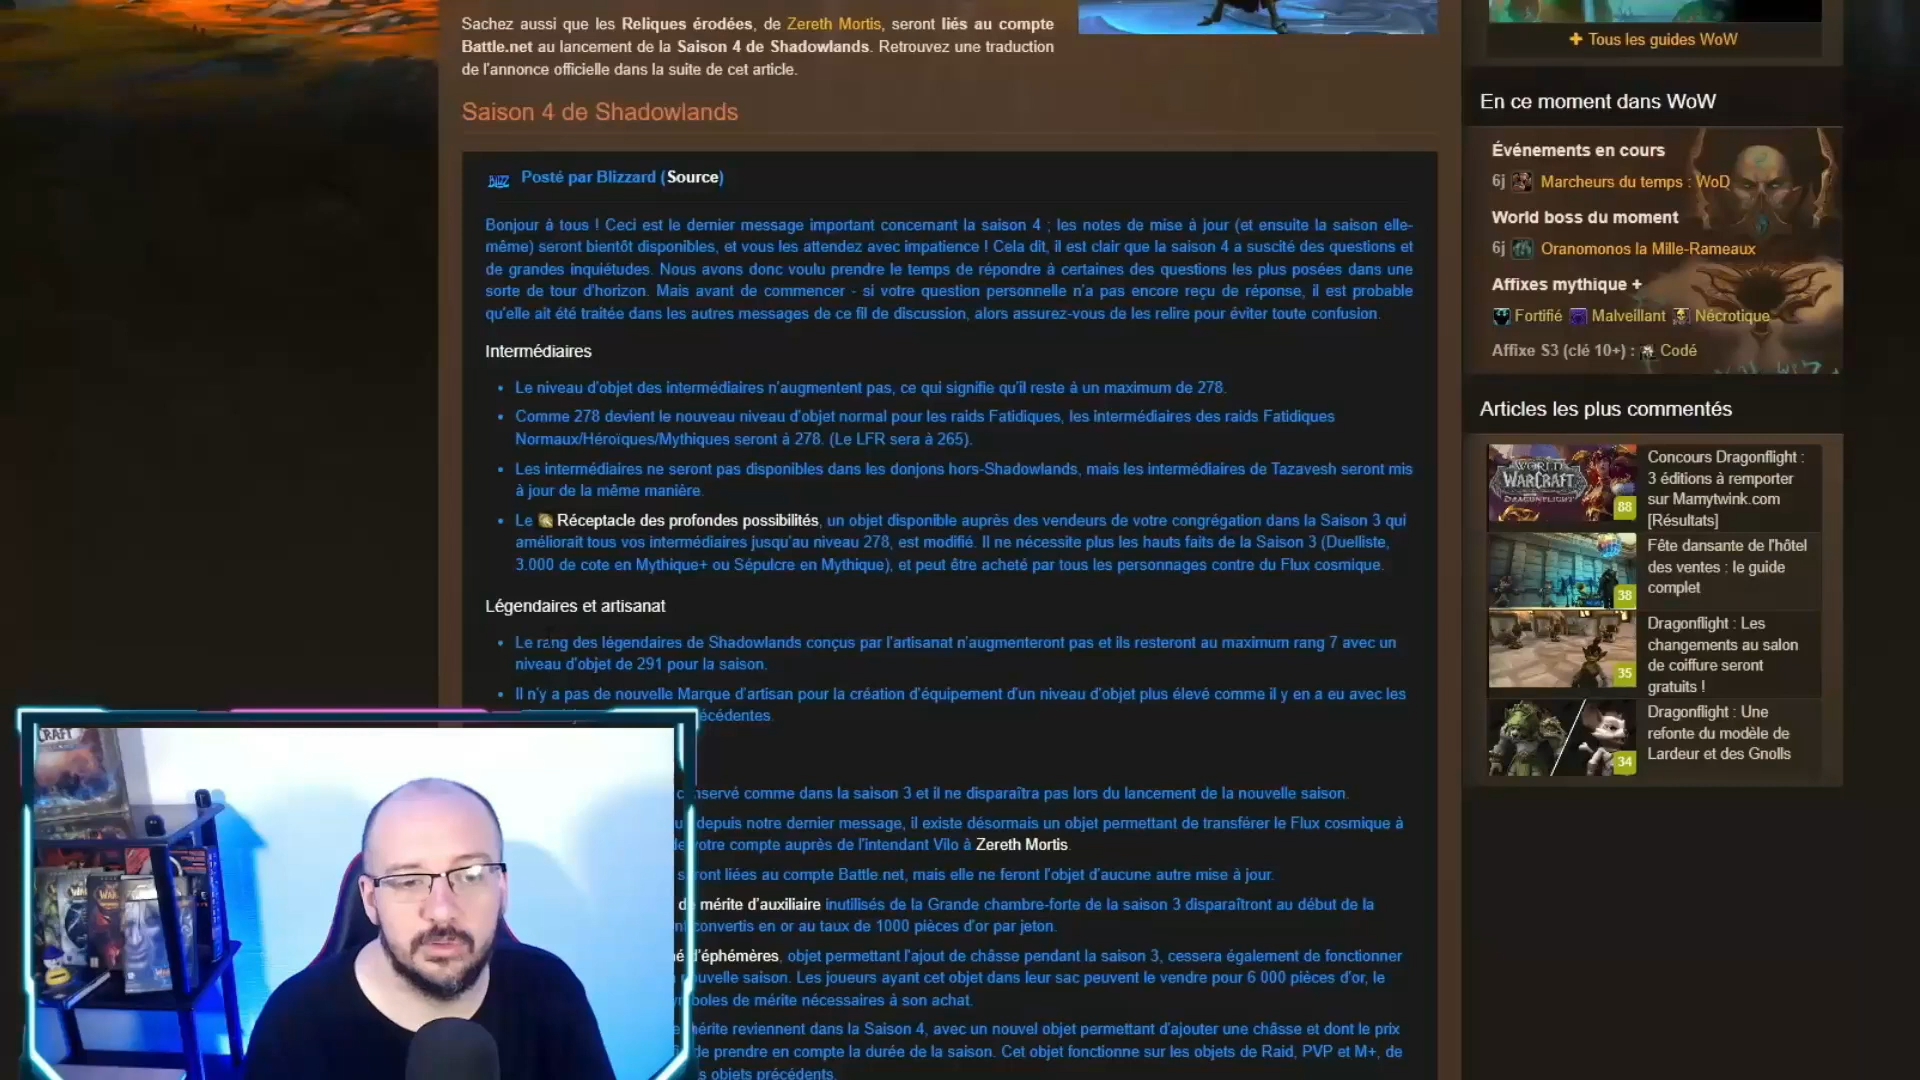 Sachez aussi que les Reliques érodées, de Zereth Mortis, seront liés au compte
Battle.net au lancement de la Saison 4 de Shadowlands. Retrouvez une traduction
de l'annonce officielle dans la suite de cet article.
Saison 4 de Shadowlands
Posté par Blizzard (Source)
Bonjour à tous ! Ceci est le dernier message important concernant la saison 4 ; les notes de mise à jour (et ensuite la saison elle-
même) seront bientôt disponibles, et vous les attendez avec impatience ! Cela dit, il est clair que la saison 4 a suscité des questions et
de grandes inquiétudes. Nous avons donc voulu prendre le temps de répondre à certaines des questions les plus posées dans une
sorte de tour d'horizon. Mais avant de commencer - si votre question personnelle n'a pas encore reçu de réponse, il est probable
qu'elle ait été traitée dans les autres messages de ce fil de discussion, alors assurez-vous de les relire pour éviter toute confusion.
Intermédiaires
• Le niveau d'objet des intermédiaires n'augmentent pas, ce qui signifie qu'il reste à un maximum de 278.
• Comme 278 devient le nouveau niveau d'objet normal pour les raids Fatidiques, les intermédiaires des raids Fatidiques
Normaux/Héroïques/Mythiques seront à 278. (Le LFR sera à 265).
• Les intermédiaires ne seront pas disponibles dans les donjons hors-Shadowlands, mais les intermédiaires de Tazavesh seront mis
à jour de la même manière.
• Le Réceptacle des profondes possibilités, un objet disponible auprès des vendeurs de votre congrégation dans la Saison 3 qui
améliorait tous vos intermédiaires jusqu'au niveau 278, est modifié. Il ne nécessite plus les hauts faits de la Saison 3 (Duelliste,
3.000 de cote en Mythique+ ou Sépulcre en Mythique), et peut être acheté par tous les personnages contre du Flux cosmique.
Légendaires et artisanat
• Le rang des légendaires de Shadowlands conçus par l'artisanat n'augmenteront pas et ils resteront au maximum rang 7 avec un
niveau d'objet de 291 pour la saison.
• Il n'y a pas de nouvelle Marque d'artisan pour la création d'équipement d'un niveau d'objet plus élevé comme il y en a eu avec les
écédentes.
servé comme dans la saison 3 et il ne disparaîtra pas lors du lancement de la nouvelle saison.
depuis notre dernier message, il existe désormais un objet permettant de transférer le Flux cosmique à
votre compte auprès de l'intendant Vilo à Zereth Mortis.
ront liées au compte Battle.net, mais elle ne feront l'objet d'aucune autre mise à jour.
de mérite d'auxiliaire inutilisés de la Grande chambre-forte de la saison 3 disparaîtront au début de la
convertis en or au taux de 1000 pièces d'or par jeton.
d'éphémères, objet permettant l'ajout de châsse pendant la saison 3, cessera également de fonctionner
nouvelle saison. Les joueurs ayant cet objet dans leur sac peuvent le vendre pour 6 000 pièces d'or, le
boles de mérite nécessaires à son achat.
mérite reviennent dans la Saison 4, avec un nouvel objet permettant d'ajouter une châsse et dont le prix
de prendre en compte la durée de la saison. Cet objet fonctionne sur les objets de Raid, PVP et M+, de
s objets précédents.
+ Tous les guides WoW
En ce moment dans WoW
Événements en cours
6j Marcheurs du temps : WoD
World boss du moment
6j Oranomonos la Mille-Rameaux
Affixes mythique +
Fortifié Malveillant Nécrotique
Affixe S3 (clé 10+) : Codé
Articles les plus commentés
WORLD
WARCRAFT
DRAGONFLIGHT
88
Concours Dragonflight :
3 éditions à remporter
sur Mamytwink.com
[Résultats]
38
Fête dansante de l'hôtel
des ventes : le guide
complet
35
Dragonflight : Les
changements au salon
de coiffure seront
gratuits !
34
Dragonflight : Une
refonte du modèle de
Lardeur et des Gnolls
CRAFT